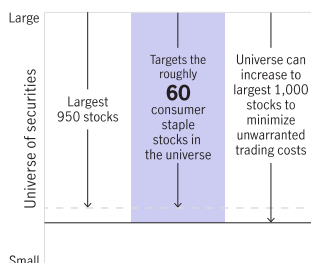 Large
Universe of securities
Largest
950 stocks
Targets the
roughly
60
consumer
staple
stocks in
the universe
Universe can
increase to
largest 1,000
stocks to
minimize
unwarranted
trading costs
Small